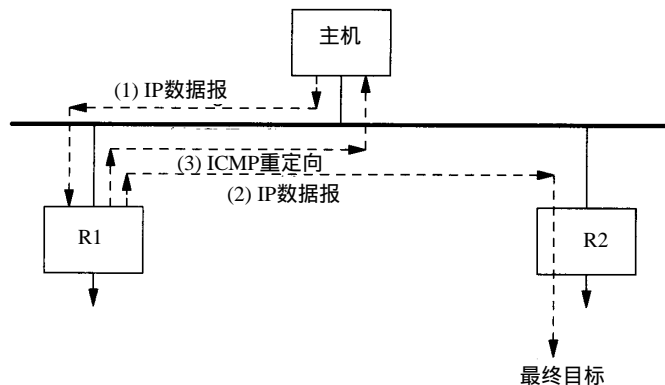 主机
(1) IP数据报
(3) ICMP重定向
(2) IP数据报
R1
R2
最终目标